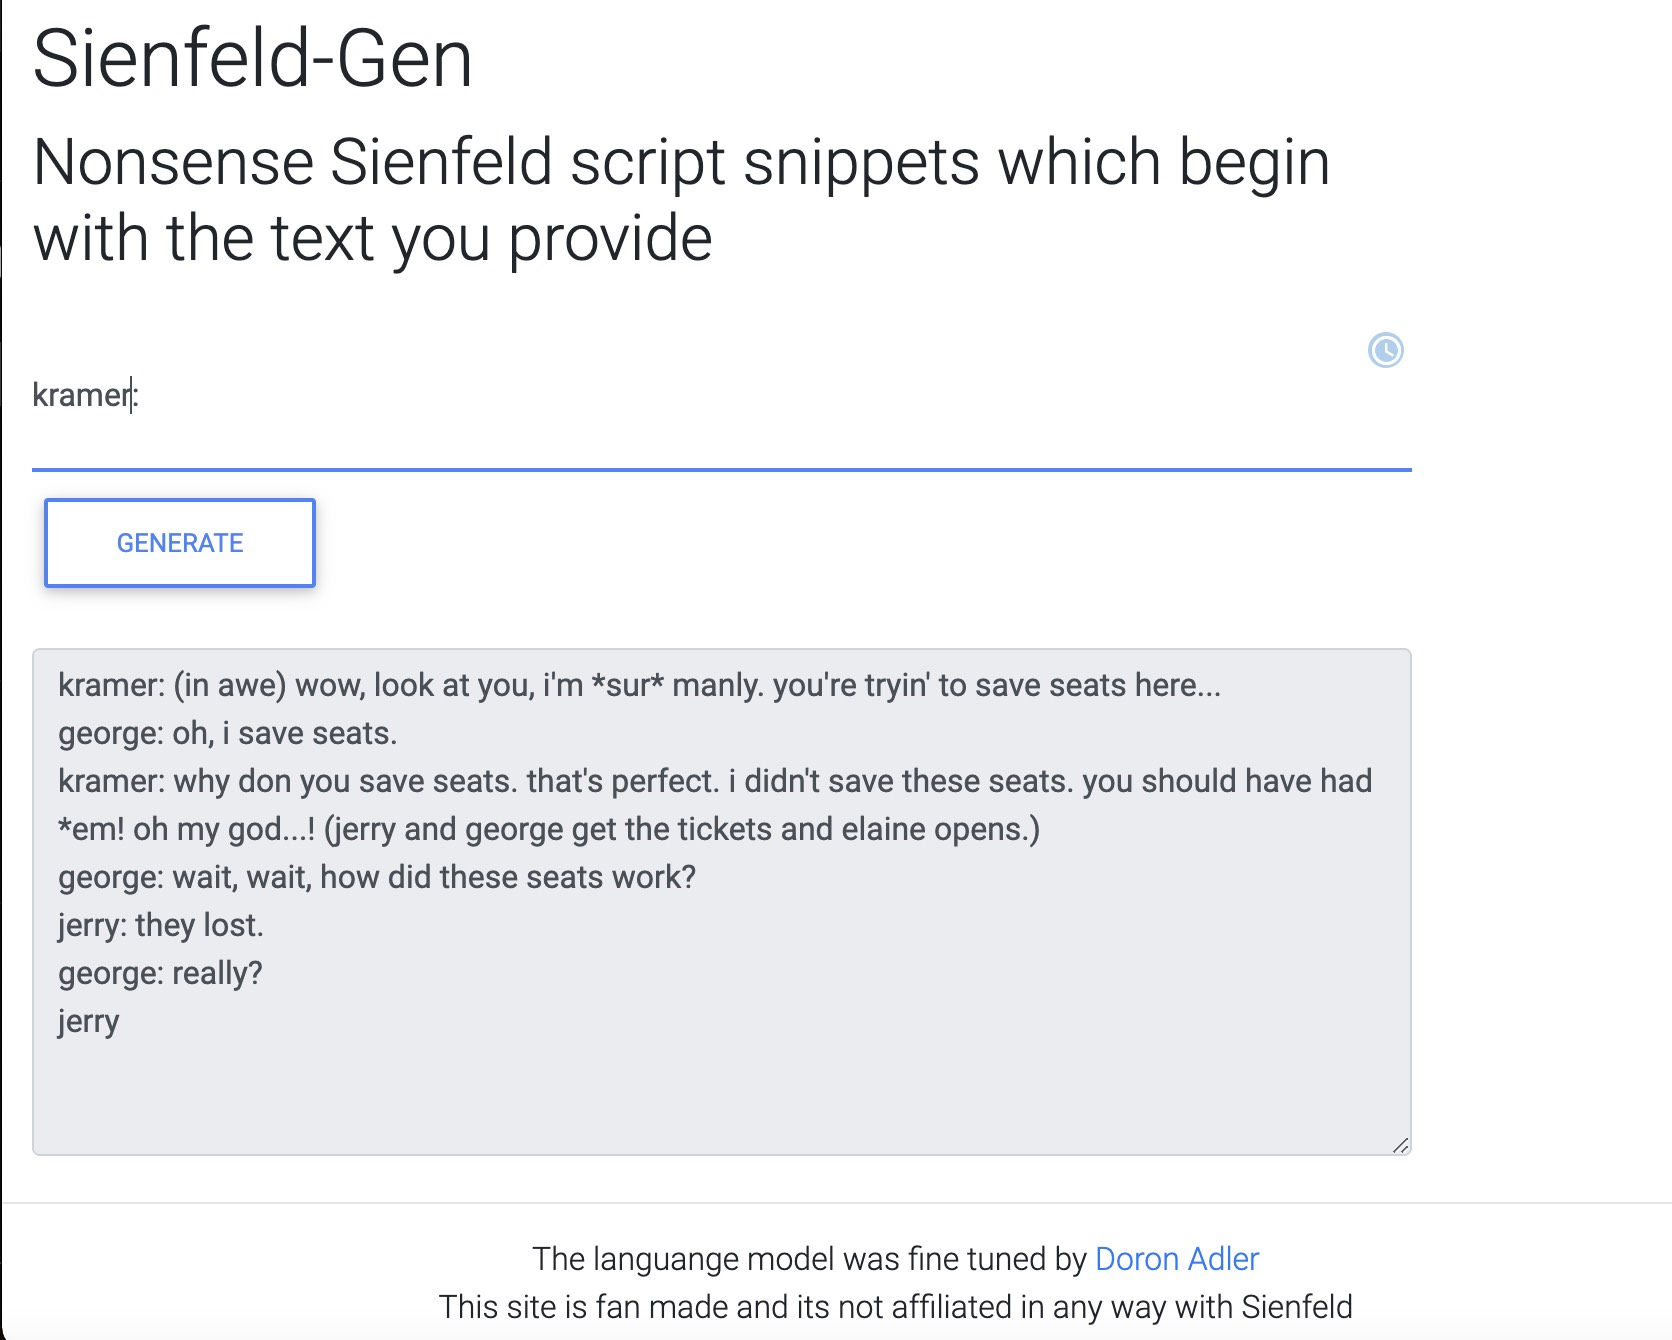 Sienfeld-Gen
Nonsense Sienfeld script snippets which begin
with the text you provide
kramer:
GENERATE
kramer: (in awe) wow, look at you, i'm *sur* manly. you're tryin' to save seats here...
george: oh, i save seats.
kramer: why don you save seats. that's perfect. i didn't save these seats. you should have had
*em! oh my god...! (jerry and george get the tickets and elaine opens.)
george: wait, wait, how did these seats work?
jerry: they lost.
george: really?
jerry
The languange model was fine tuned by Doron Adler
This site is fan made and its not affiliated in any way with Sienfeld